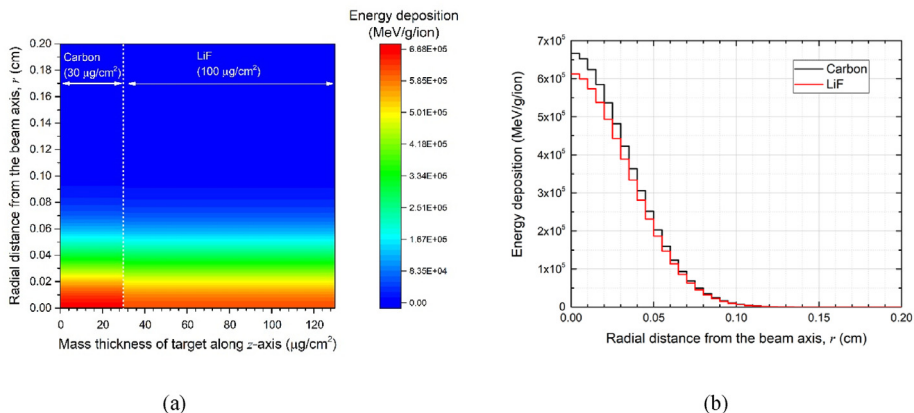 (a)
Energy deposition
(MeV/g/ion)
Radial distance from the beam axis, r (cm)
0.20
0.18
0.16
0.14
0.12
0.10
0.08
0.06
0.04
0.02
0.00
Carbon
(30 μg/cm²)
LiF
(100 μg/cm²)
0 20 40 60 80 100 120
Mass thickness of target along z-axis (μg/cm²)
6.68E+05
5.85E+05
5.01E+05
4.18E+05
3.34E+05
2.51E+05
1.67E+05
8.35E+04
0.00
(a)
(b)
Energy deposition (MeV/g/ion)
7x10⁵
6x10⁵
5x10⁵
4x10⁵
3x10⁵
2x10⁵
1x10⁵
0
Carbon
LiF
0.00 0.05 0.10 0.15 0.20
Radial distance from the beam axis, r (cm)
(b)